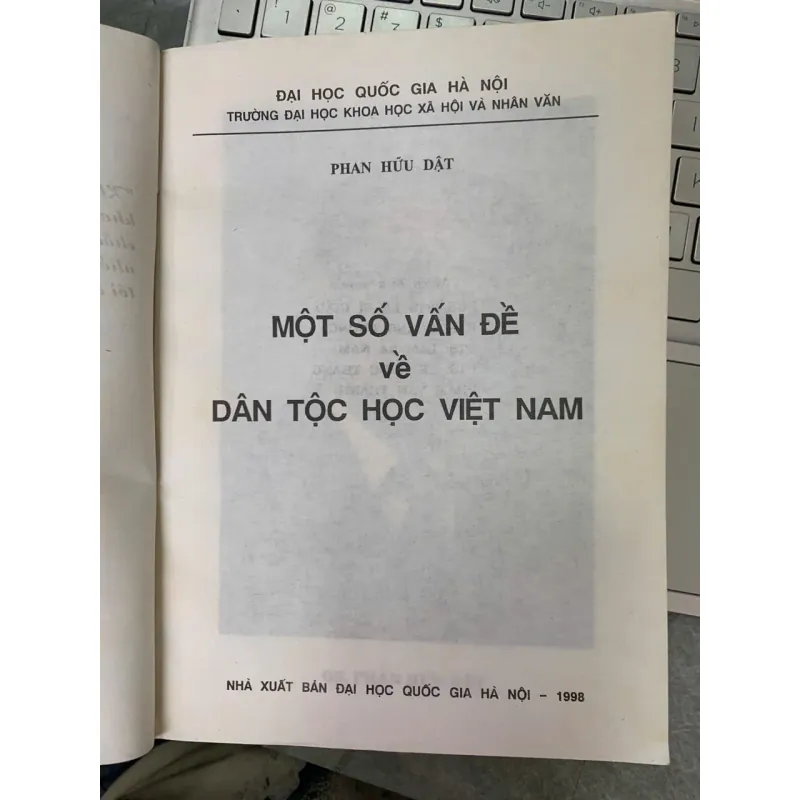 ĐẠI HỌC QUỐC GIA HÀ NỘI
TRƯỜNG ĐẠI HỌC KHOA HỌC XÃ HỘI VÀ NHÂN VĂN
PHAN HỮU DẬT
MỘT SỐ VẤN ĐỀ
về
DÂN TỘC HỌC VIỆT NAM
NHÀ XUẤT BẢN ĐẠI HỌC QUỐC GIA HÀ NỘI - 1998